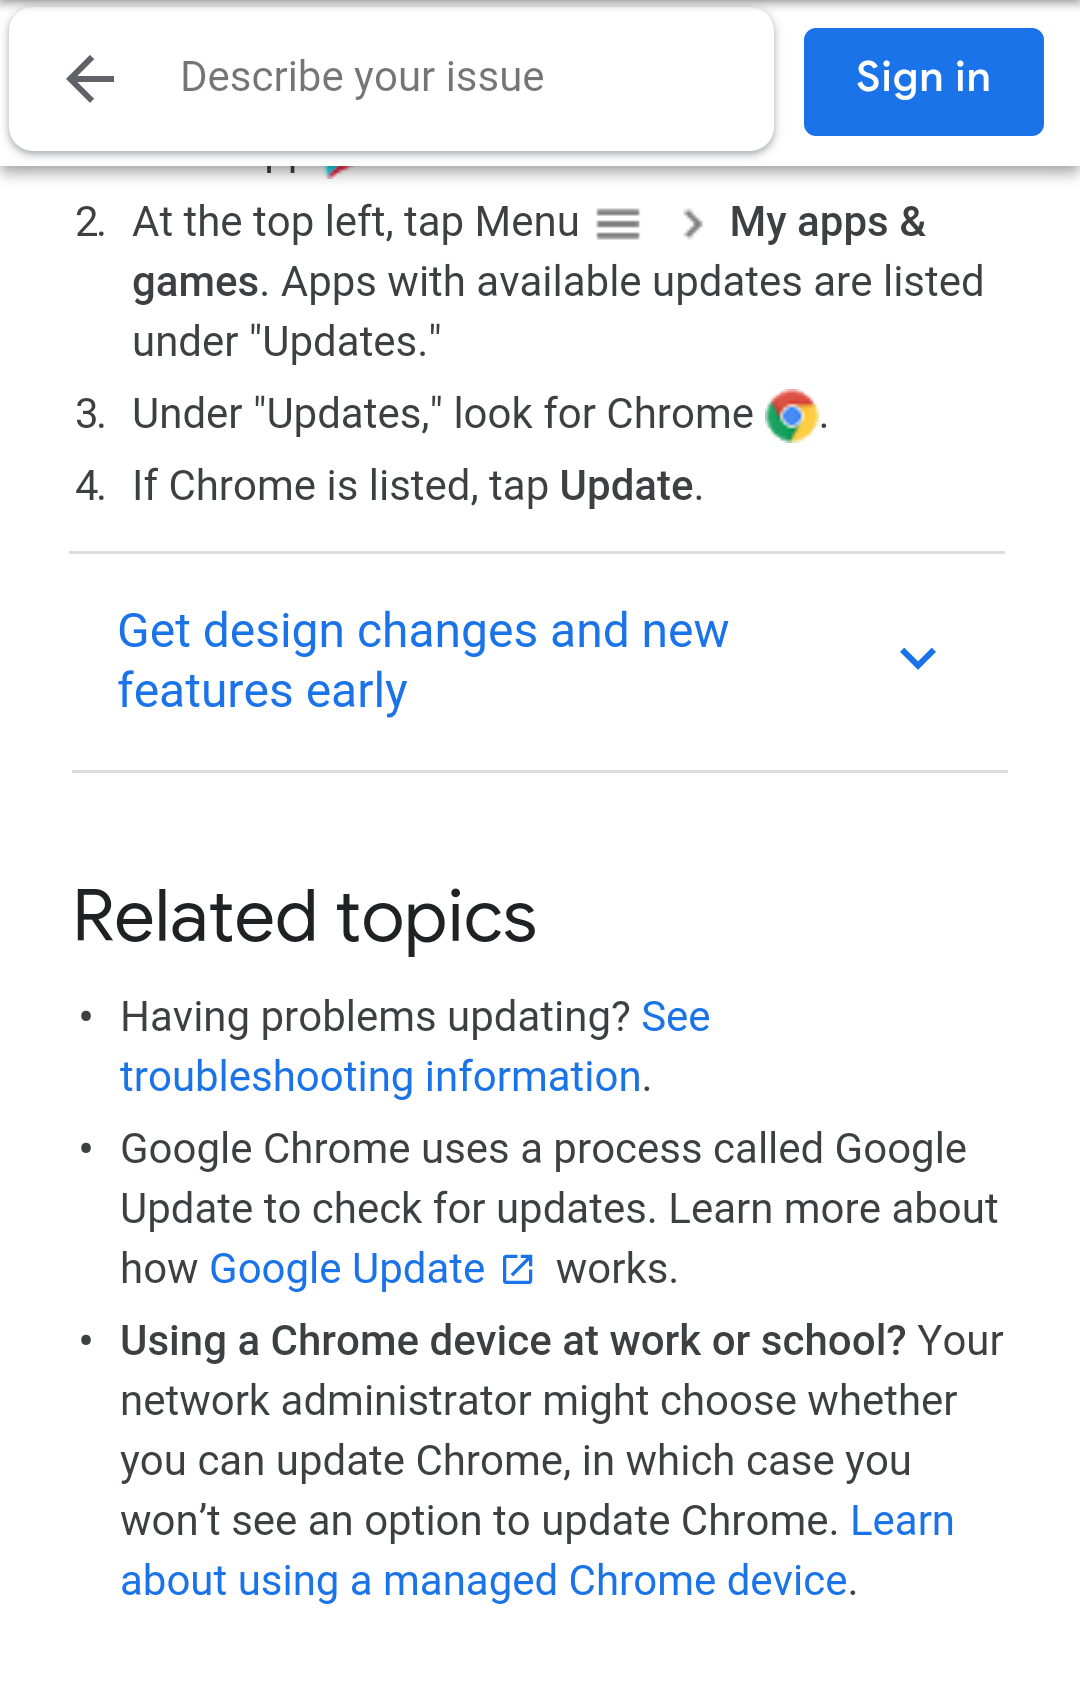 Describe your issue
Sign in
2. At the top left, tap Menu > My apps &
games. Apps with available updates are listed
under "Updates."
3. Under "Updates," look for Chrome .
4. If Chrome is listed, tap Update.
Get design changes and new
features early
Related topics
• Having problems updating? See
troubleshooting information.
• Google Chrome uses a process called Google
Update to check for updates. Learn more about
how Google Update works.
• Using a Chrome device at work or school? Your
network administrator might choose whether
you can update Chrome, in which case you
won’t see an option to update Chrome. Learn
about using a managed Chrome device.